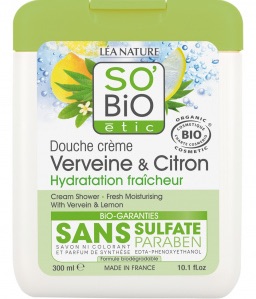 LÉA NATURE
SO'
BiO
étic
ORGANIC
COSMETIQUE
BIO
Douche crème
Verveine & Citron
Hydratation fraîcheur
Cream Shower - Fresh Moisturising
With Vervein & Lemon
BiO-GARANTIES
SANS SULFATE
PARABEN
SAVON NI COLORANT
ET PARFUM DE SYNTHÈSE
EDTA-PHENOXYETHANOL
Formule biodégradable
300 ml e MADE IN FRANCE 10.1 fl.oz